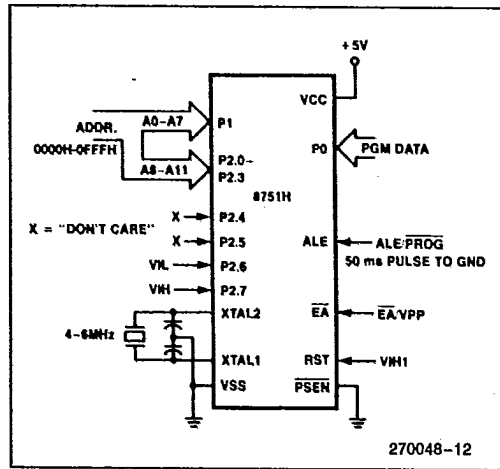 +5V
VCC
A0-A7
P1
ADDR.
0000H-0FFFH
P0
PGM DATA
P2.0-
P2.3
A8-A11
8751H
X
P2.4
X = "DON'T CARE"
X
P2.5
ALE
ALE/PROG
50 ms PULSE TO GND
VIL
P2.6
VIH
P2.7
XTAL2
EA
EA/VPP
4-6MHz
XTAL1
RST
VIH1
VSS
PSEN
270048-12